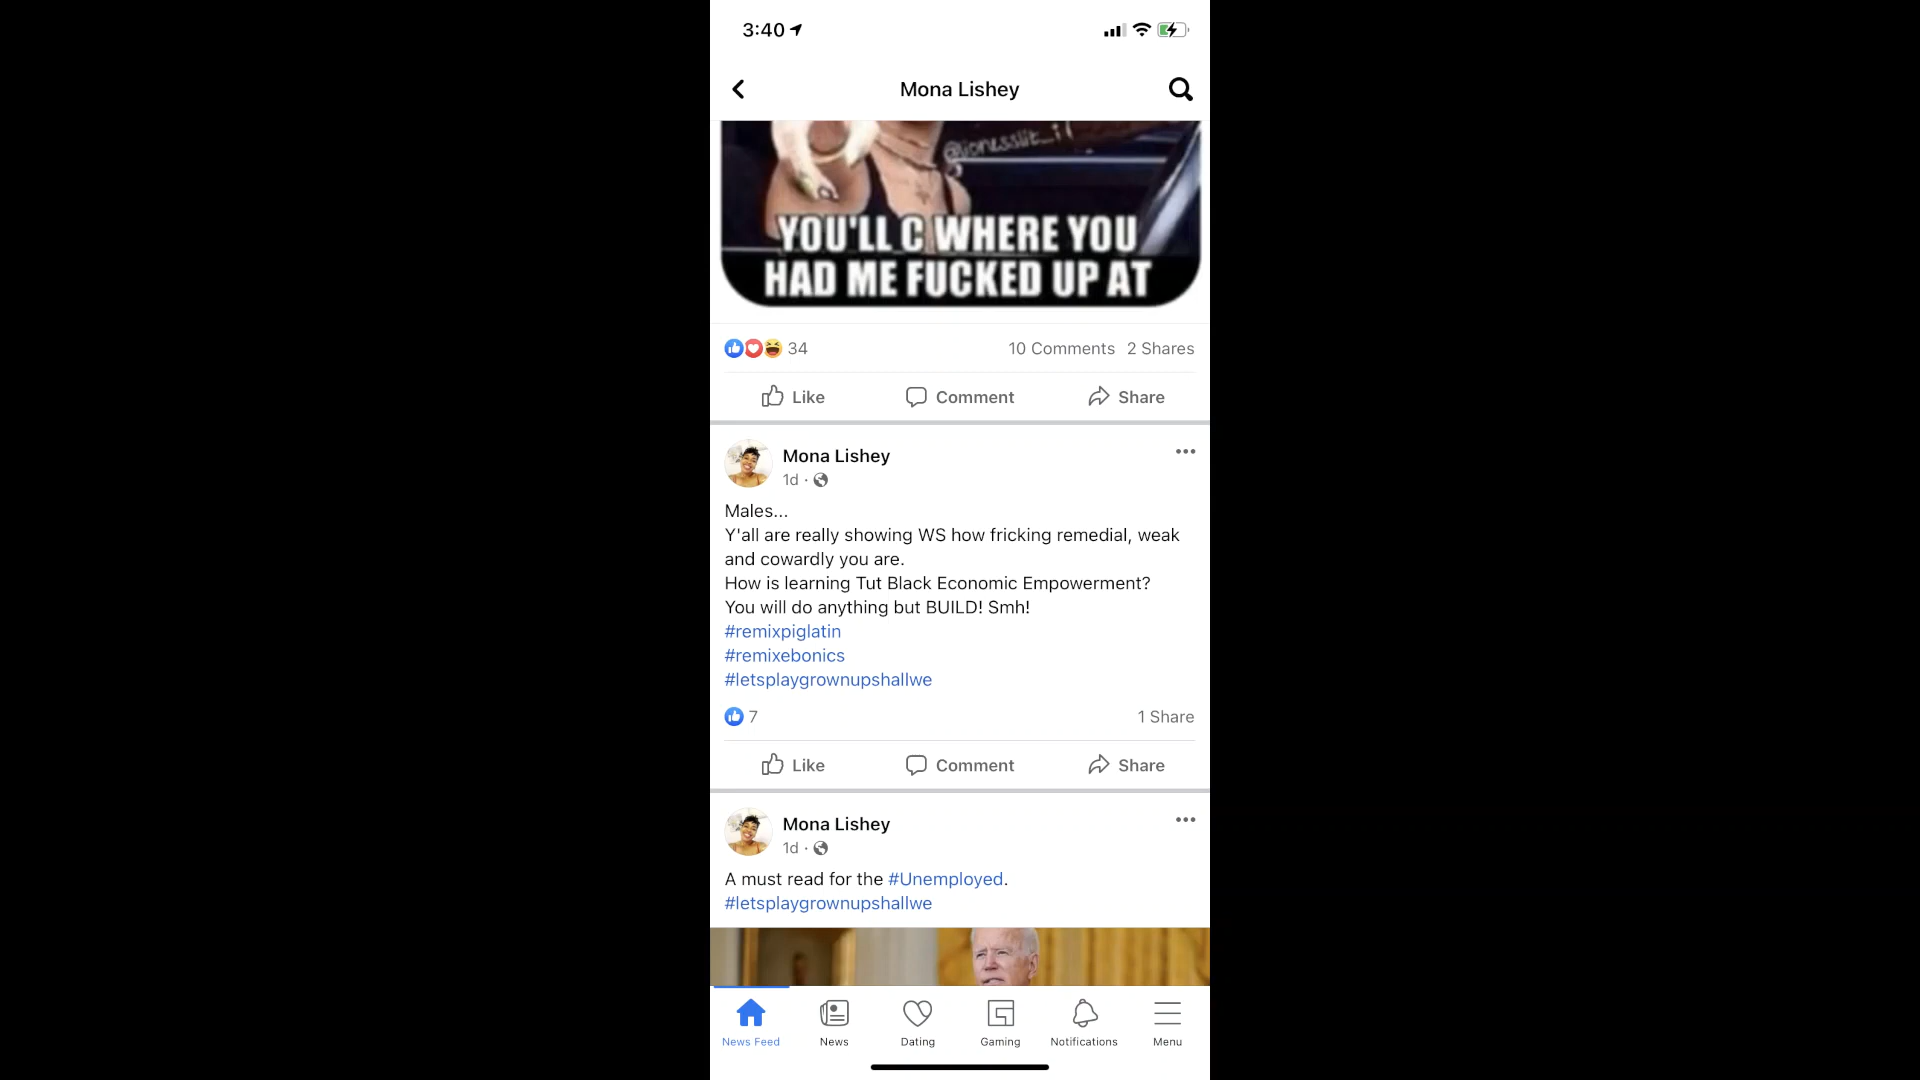 3:40
Mona Lishey
YOU'LL C WHERE YOU
HAD ME FUCKED UP AT
34
10 Comments 2 Shares
Like Comment Share
Mona Lishey
1d ·
Males...
Y'all are really showing WS how fricking remedial, weak
and cowardly you are.
How is learning Tut Black Economic Empowerment?
You will do anything but BUILD! Smh!
#remixpiglatin
#remixebonics
#letsplaygrownupshallwe
7
1 Share
Like Comment Share
Mona Lishey
1d ·
A must read for the #Unemployed.
#letsplaygrownupshallwe
News Feed News Dating Gaming Notifications Menu